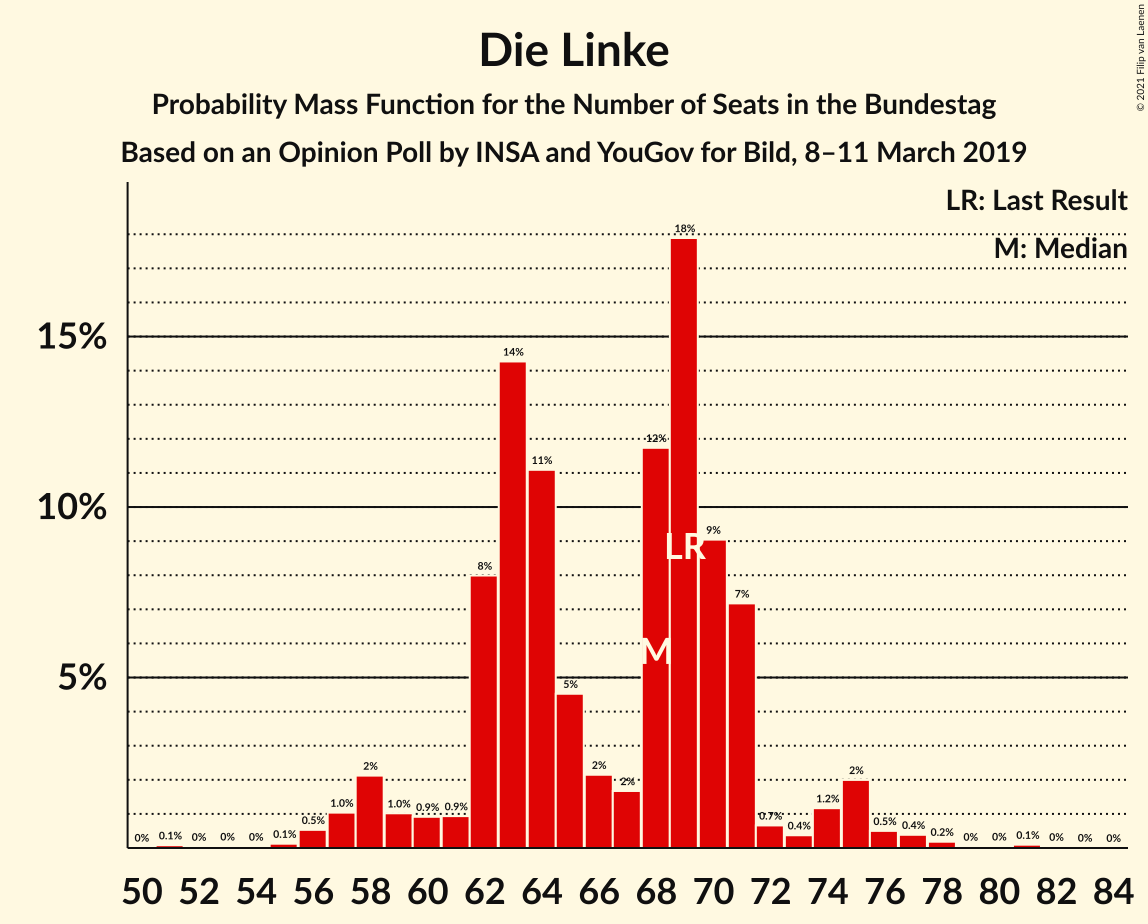 Die Linke
Probability Mass Function for the Number of Seats in the Bundestag
Based on an Opinion Poll by INSA and YouGov for Bild, 8–11 March 2019
© 2021 Filip van Laenen
LR: Last Result
M: Median
15%
10%
5%
0% 0.1% 0% 0% 0% 0.1% 0.5% 1.0% 2% 1.0% 0.9% 0.9% 8% 14% 11% 5% 2% 2% 12% 18% 9% 7% 0.7% 0.4% 1.2% 2% 0.5% 0.4% 0.2% 0% 0% 0.1% 0% 0% 0%
LR
M
50 52 54 56 58 60 62 64 66 68 70 72 74 76 78 80 82 84